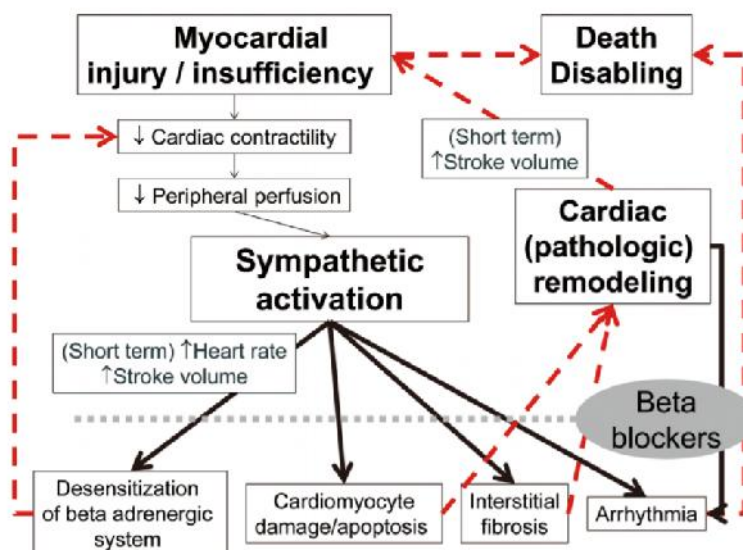 Myocardial
injury / insufficiency
Death
Disabling
↓ Cardiac contractility
(Short term)
↑Stroke volume
↓ Peripheral perfusion
Cardiac
(pathologic)
remodeling
Sympathetic
activation
(Short term) ↑Heart rate
↑Stroke volume
Beta
blockers
Desensitization
of beta adrenergic
system
Cardiomyocyte
damage/apoptosis
Interstitial
fibrosis
Arrhythmia